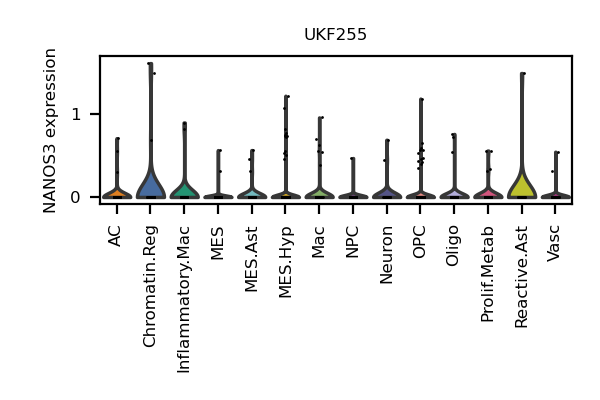 UKF255
NANOS3 expression
1
0
AC
Chromatin.Reg
Inflammatory.Mac
MES
MES.Ast
MES.Hyp
Mac
NPC
Neuron
OPC
Oligo
Prolif.Metab
Reactive.Ast
Vasc